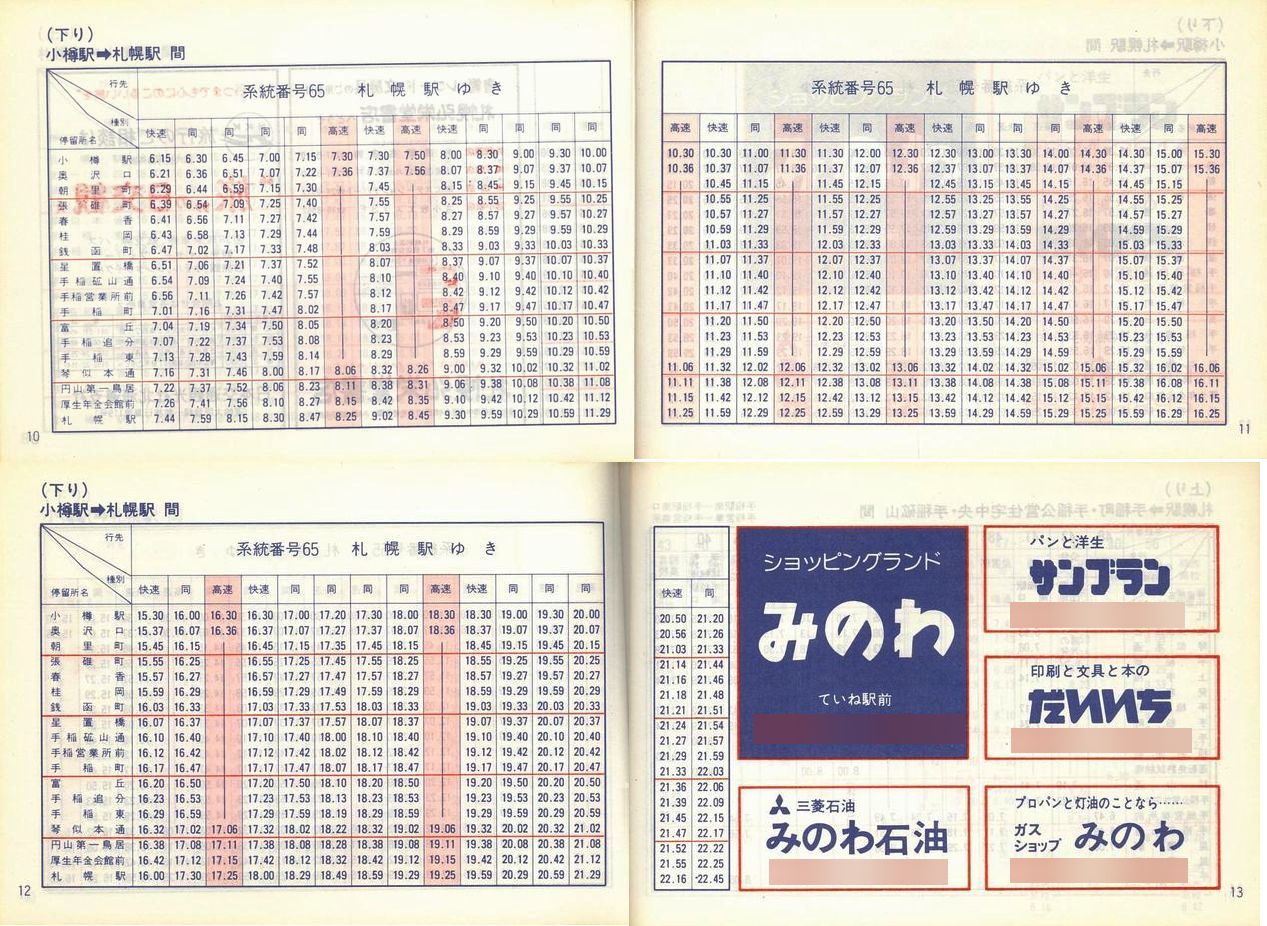 (下り)
小樽駅➡札幌駅 間
行先 系統番号65 札幌駅ゆき
種別
停留所名 快速 同 同 同 同 高速 快速 高速 快速 同 同 同 同
小樽駅 6.15 6.30 6.45 7.00 7.15 7.30 7.30 7.50 8.00 8.30 9.00 9.30 10.00
奥沢口 6.21 6.36 6.51 7.07 7.22 7.36 7.37 7.56 8.07 8.37 9.07 9.37 10.07
朝里町 6.29 6.44 6.59 7.15 7.30 7.45 8.15 8.45 9.15 9.45 10.15
張碓町 6.39 6.54 7.09 7.25 7.40 7.55 8.25 8.55 9.25 9.55 10.25
春香 6.41 6.56 7.11 7.27 7.42 7.57 8.27 8.57 9.27 9.57 10.27
桂岡 6.43 6.58 7.13 7.29 7.44 7.59 8.29 8.59 9.29 9.59 10.29
銭函町 6.47 7.02 7.17 7.33 7.48 8.03 8.33 9.03 9.33 10.03 10.33
星置橋 6.51 7.06 7.21 7.37 7.52 8.07 8.37 9.07 9.37 10.07 10.37
手稲砿山通 6.54 7.09 7.24 7.40 7.55 8.10 8.40 9.10 9.40 10.10 10.40
手稲営業所前 6.56 7.11 7.26 7.42 7.57 8.12 8.42 9.12 9.42 10.12 10.42
手稲町 7.01 7.16 7.31 7.47 8.02 8.17 8.47 9.17 9.47 10.17 10.47
富丘 7.04 7.19 7.34 7.50 8.05 8.20 8.50 9.20 9.50 10.20 10.50
手稲追分 7.07 7.22 7.37 7.53 8.08 8.23 8.53 9.23 9.53 10.23 10.53
手稲東 7.13 7.28 7.43 7.59 8.14 8.29 8.59 9.29 9.59 10.29 10.59
琴似本通 7.16 7.31 7.46 8.00 8.17 8.06 8.32 8.26 9.00 9.32 10.02 10.32 11.02
円山第一鳥居 7.22 7.37 7.52 8.06 8.23 8.11 8.38 8.31 9.06 9.38 10.08 10.38 11.08
厚生年金会館前 7.26 7.41 7.56 8.10 8.27 8.15 8.42 8.35 9.10 9.42 10.12 10.42 11.12
札幌駅 7.44 7.59 8.15 8.30 8.47 8.25 9.02 8.45 9.30 9.59 10.29 10.59 11.29
10
系統番号65 札幌駅ゆき
高速 快速 同 高速 快速 同 高速 快速 同 同 同 高速 快速 同 高速
10.30 10.30 11.00 11.30 11.30 12.00 12.30 12.30 13.00 13.30 14.00 14.30 14.30 15.00 15.30
10.36 10.37 11.07 11.36 11.37 12.07 12.36 12.37 13.07 13.37 14.07 14.36 14.37 15.07 15.36
10.45 11.15 11.45 12.15 12.45 13.15 13.45 14.15 14.45 15.15
10.55 11.25 11.55 12.25 12.55 13.25 13.55 14.25 14.55 15.25
10.57 11.27 11.57 12.27 12.57 13.27 13.57 14.27 14.57 15.27
10.59 11.29 11.59 12.29 12.59 13.29 13.59 14.29 14.59 15.29
11.03 11.33 12.03 12.33 13.03 13.33 14.03 14.33 15.03 15.33
11.07 11.37 12.07 12.37 13.07 13.37 14.07 14.37 15.07 15.37
11.10 11.40 12.10 12.40 13.10 13.40 14.10 14.40 15.10 15.40
11.12 11.42 12.12 12.42 13.12 13.42 14.12 14.42 15.12 15.42
11.17 11.47 12.17 12.47 13.17 13.47 14.17 14.47 15.17 15.47
11.20 11.50 12.20 12.50 13.20 13.50 14.20 14.50 15.20 15.50
11.23 11.53 12.23 12.53 13.23 13.53 14.23 14.53 15.23 15.53
11.29 11.59 12.29 12.59 13.29 13.59 14.29 14.59 15.29 15.59
11.06 11.32 12.02 12.06 12.32 13.02 13.06 13.32 14.02 14.32 15.02 15.06 15.32 16.02 16.06
11.11 11.38 12.08 12.11 12.38 13.08 13.11 13.38 14.08 14.38 15.08 15.11 15.38 16.08 16.11
11.15 11.42 12.12 12.15 12.42 13.12 13.15 13.42 14.12 14.42 15.12 15.15 15.42 16.12 16.15
11.25 11.59 12.29 12.25 12.59 13.29 13.25 13.59 14.29 14.59 15.29 15.25 15.59 16.29 16.25
11
(下り)
小樽駅➡札幌駅 間
行先 系統番号65 札幌駅ゆき
種別
停留所名 快速 同 高速 快速 同 同 同 同 高速 快速 同 同 同
小樽駅 15.30 16.00 16.30 16.30 17.00 17.20 17.30 18.00 18.30 18.30 19.00 19.30 20.00
奥沢口 15.37 16.07 16.36 16.37 17.07 17.27 17.37 18.07 18.36 18.37 19.07 19.37 20.07
朝里町 15.45 16.15 16.45 17.15 17.35 17.45 18.15 18.45 19.15 19.45 20.15
張碓町 15.55 16.25 16.55 17.25 17.45 17.55 18.25 18.55 19.25 19.55 20.25
春香 15.57 16.27 16.57 17.27 17.47 17.57 18.27 18.57 19.27 19.57 20.27
桂岡 15.59 16.29 16.59 17.29 17.49 17.59 18.29 18.59 19.29 19.59 20.29
銭函町 16.03 16.33 17.03 17.33 17.53 18.03 18.33 19.03 19.33 20.03 20.33
星置橋 16.07 16.37 17.07 17.37 17.57 18.07 18.37 19.07 19.37 20.07 20.37
手稲砿山通 16.10 16.40 17.10 17.40 18.00 18.10 18.40 19.10 19.40 20.10 20.40
手稲営業所前 16.12 16.42 17.12 17.42 18.02 18.12 18.42 19.12 19.42 20.12 20.42
手稲町 16.17 16.47 17.17 17.47 18.07 18.17 18.47 19.17 19.47 20.17 20.47
富丘 16.20 16.50 17.20 17.50 18.10 18.20 18.50 19.20 19.50 20.20 20.50
手稲追分 16.23 16.53 17.23 17.53 18.13 18.23 18.53 19.23 19.53 20.23 20.53
手稲東 16.29 16.59 17.29 17.59 18.19 18.29 18.59 19.29 19.59 20.29 20.59
琴似本通 16.32 17.02 17.06 17.32 18.02 18.22 18.32 19.02 19.06 19.32 20.02 20.32 21.02
円山第一鳥居 16.38 17.08 17.11 17.38 18.08 18.28 18.38 19.08 19.11 19.38 20.08 20.38 21.08
厚生年金会館前 16.42 17.12 17.15 17.42 18.12 18.32 18.42 19.12 19.15 19.42 20.12 20.42 21.12
札幌駅 16.00 17.30 17.25 18.00 18.29 18.49 18.59 19.29 19.25 19.59 20.29 20.59 21.29
12
快速 同
20.50 21.20
20.56 21.26
21.03 21.33
21.14 21.44
21.16 21.46
21.18 21.48
21.21 21.51
21.24 21.54
21.27 21.57
21.29 21.59
21.33 22.03
21.36 22.06
21.39 22.09
21.45 22.15
21.47 22.17
21.52 22.22
21.55 22.25
22.16 22.45
ショッピングランド
みのわ
ていね駅前
パンと洋生
サンブラン
印刷と文具と本の
だいいち
三菱石油
みのわ石油
プロパンと灯油のことなら……
ガスショップ みのわ
13